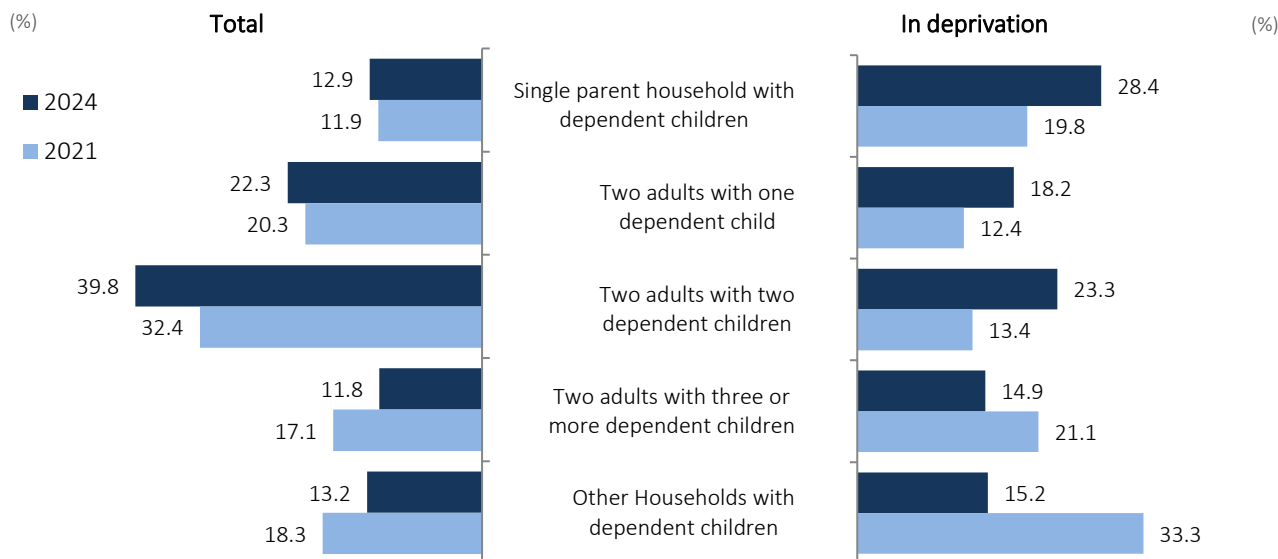 (%)
Total
In deprivation
(%)
2024
2021
12.9
11.9
Single parent household with
dependent children
28.4
19.8
22.3
20.3
Two adults with one
dependent child
18.2
12.4
39.8
32.4
Two adults with two
dependent children
23.3
13.4
11.8
17.1
Two adults with three or
more dependent children
14.9
21.1
13.2
18.3
Other Households with
dependent children
15.2
33.3